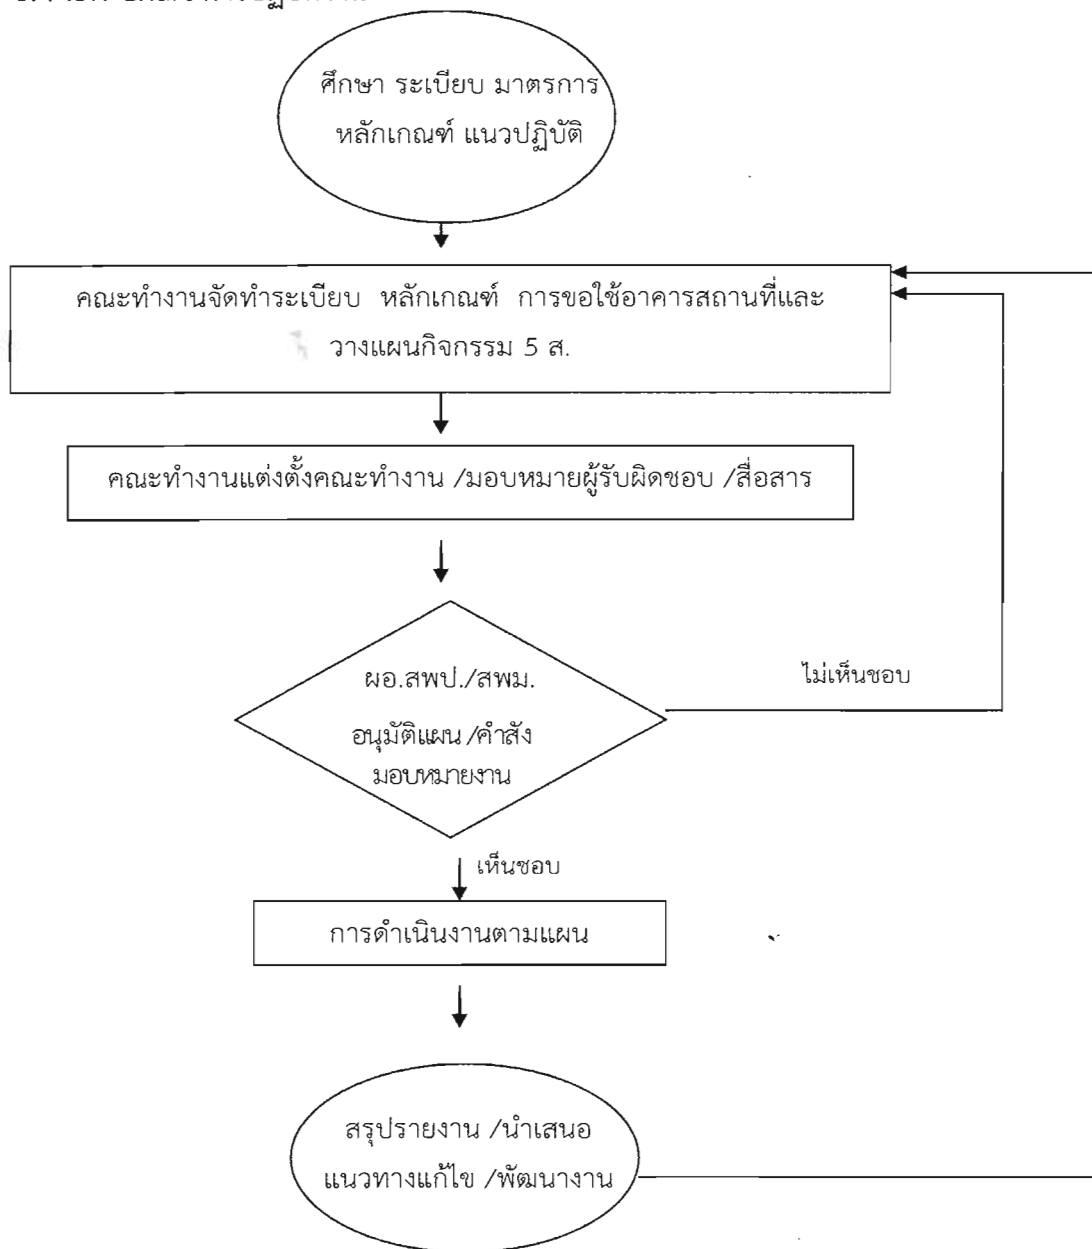 ศึกษา ระเบียบ มาตรการ
หลักเกณฑ์ แนวปฏิบัติ
คณะทำงานจัดทำระเบียบ หลักเกณฑ์ การขอใช้อาคารสถานที่และ
วางแผนกิจกรรม 5 ส.
คณะทำงานแต่งตั้งคณะทำงาน /มอบหมายผู้รับผิดชอบ /สื่อสาร
ผอ.สพป./สพม.
อนุมัติแผน /คำสั่ง
มอบหมายงาน
ไม่เห็นชอบ
เห็นชอบ
การดำเนินงานตามแผน
สรุปรายงาน /นำเสนอ
แนวทางแก้ไข /พัฒนางาน